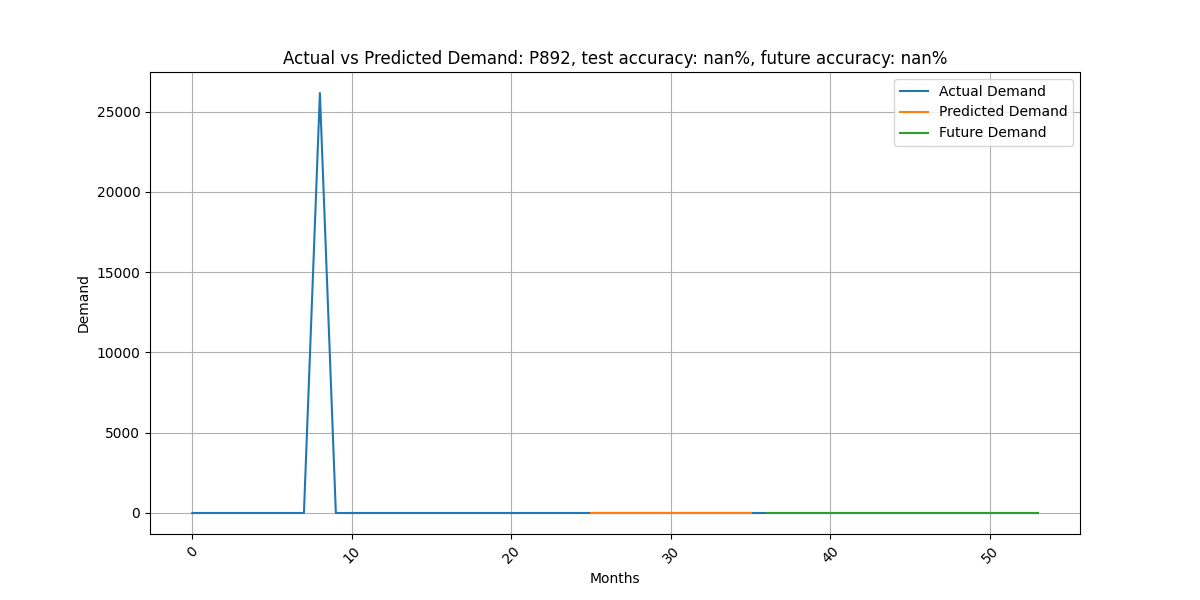 Actual vs Predicted Demand: P892, test accuracy: nan%, future accuracy: nan%
Actual Demand
Predicted Demand
Future Demand
Demand
25000
20000
15000
10000
5000
0
0
10
20
30
40
50
Months